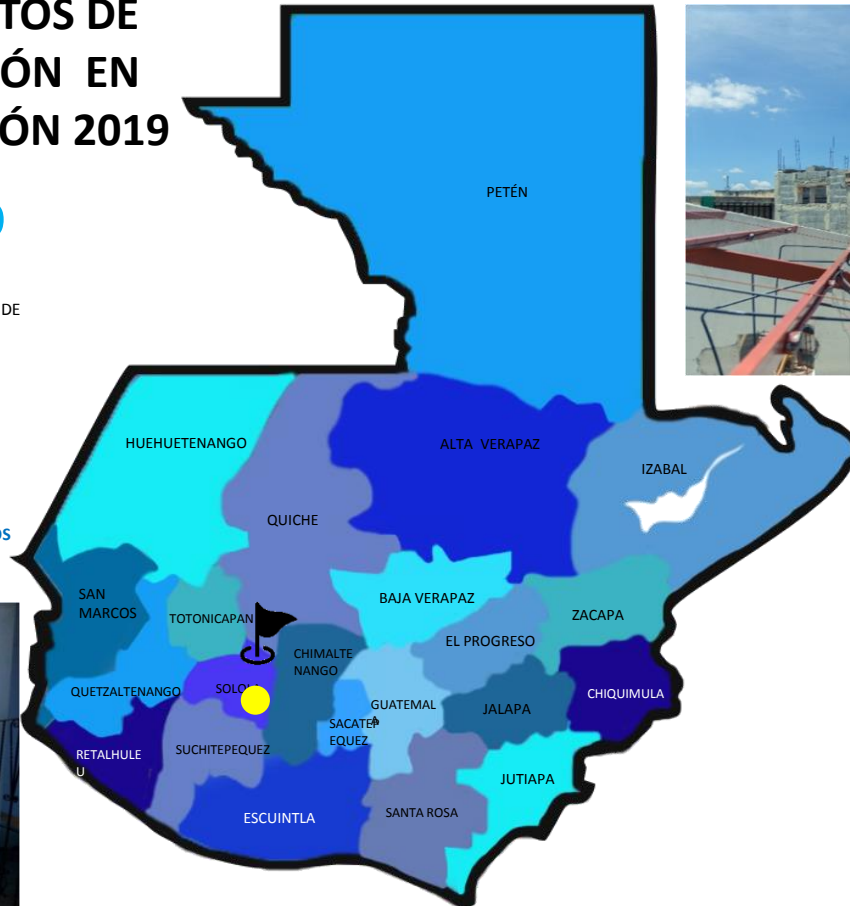 TOS DE
ÓN EN
ÓN 2019
DE
OS
PETÉN
HUEHUETENANGO
ALTA VERAPAZ
IZABAL
QUICHE
SAN
MARCOS
TOTONICAPAN
BAJA VERAPAZ
ZACAPA
EL PROGRESO
CHIMALTE
NANGO
QUETZALTENANGO
SOLO
GUATEMAL
A
CHIQUIMULA
JALAPA
SACATEP
EQUEZ
SUCHITEPEQUEZ
RETALHULE
U
JUTIAPA
ESCUINTLA
SANTA ROSA